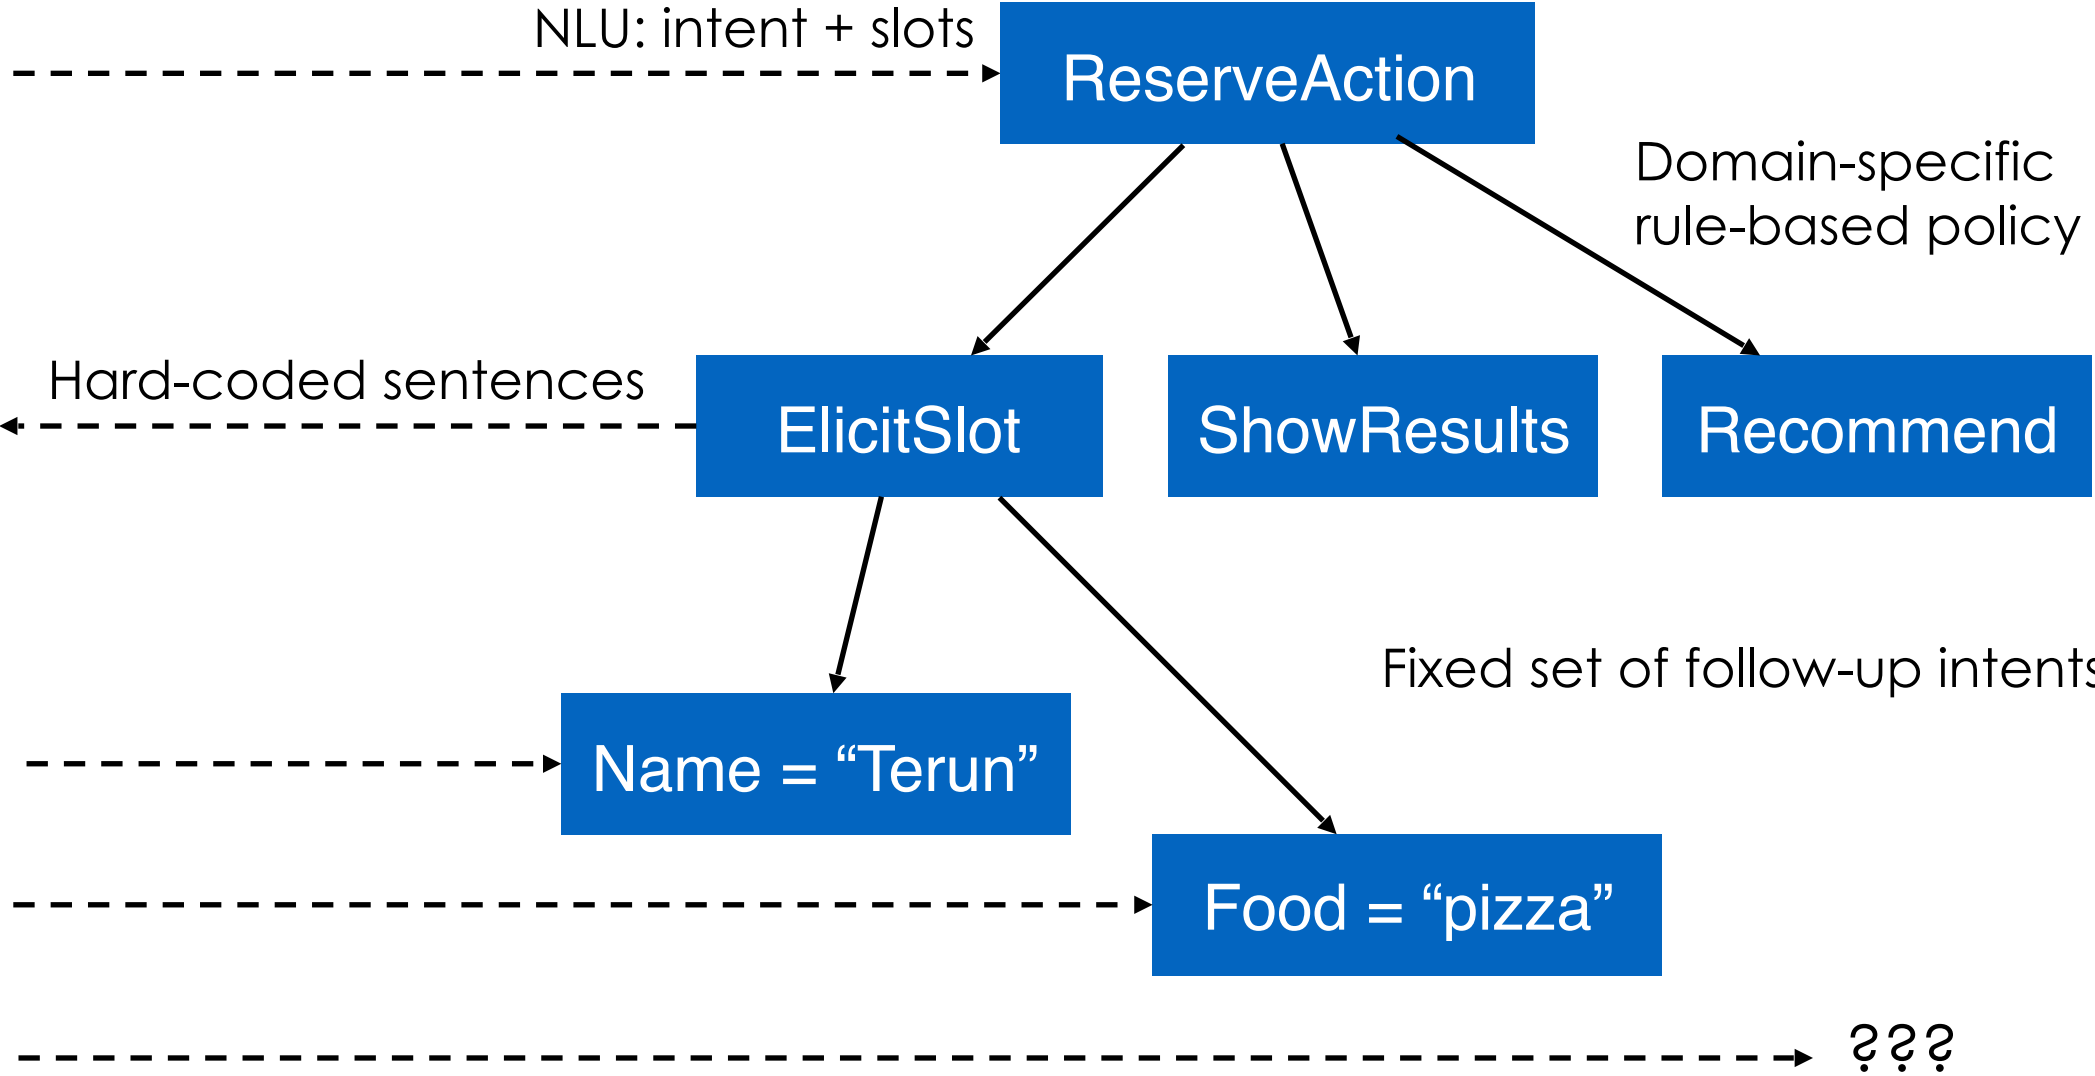 NLU: intent + slots
ReserveAction
Domain-specific
rule-based policy
Hard-coded sentences
ElicitSlot
ShowResults
Recommend
Fixed set of follow-up intents
Name = “Terun”
Food = “pizza”
???